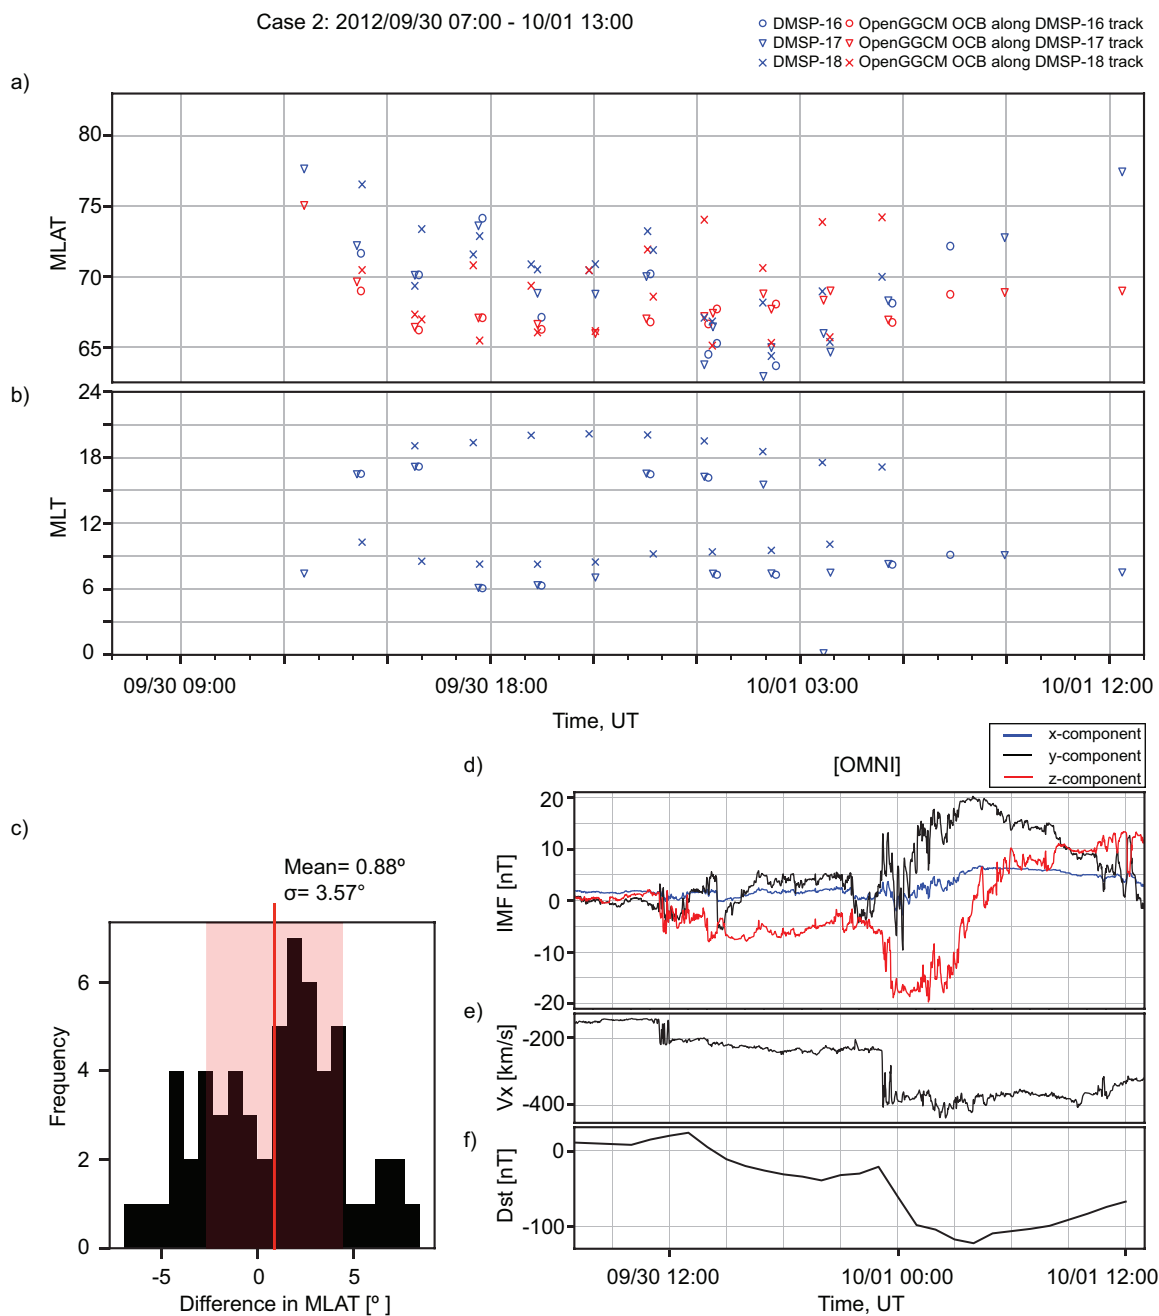 Case 2: 2012/09/30 07:00 - 10/01 13:00
DMSP-16 OpenGGCM OCB along DMSP-16 track
DMSP-17 OpenGGCM OCB along DMSP-17 track
DMSP-18 OpenGGCM OCB along DMSP-18 track
a)
80
75
70
65
MLAT
b)
24
18
12
6
0
MLT
09/30 09:00 09/30 18:00 10/01 03:00 10/01 12:00
Time, UT
c)
Mean= 0.88º
σ= 3.57°
6
4
2
0
Frequency
-5 0 5
Difference in MLAT [º ]
d)
[OMNI]
x-component
y-component
z-component
20
10
0
-10
-20
IMF [nT]
e)
-200
-400
Vx [km/s]
f)
0
-100
Dst [nT]
09/30 12:00 10/01 00:00 10/01 12:00
Time, UT